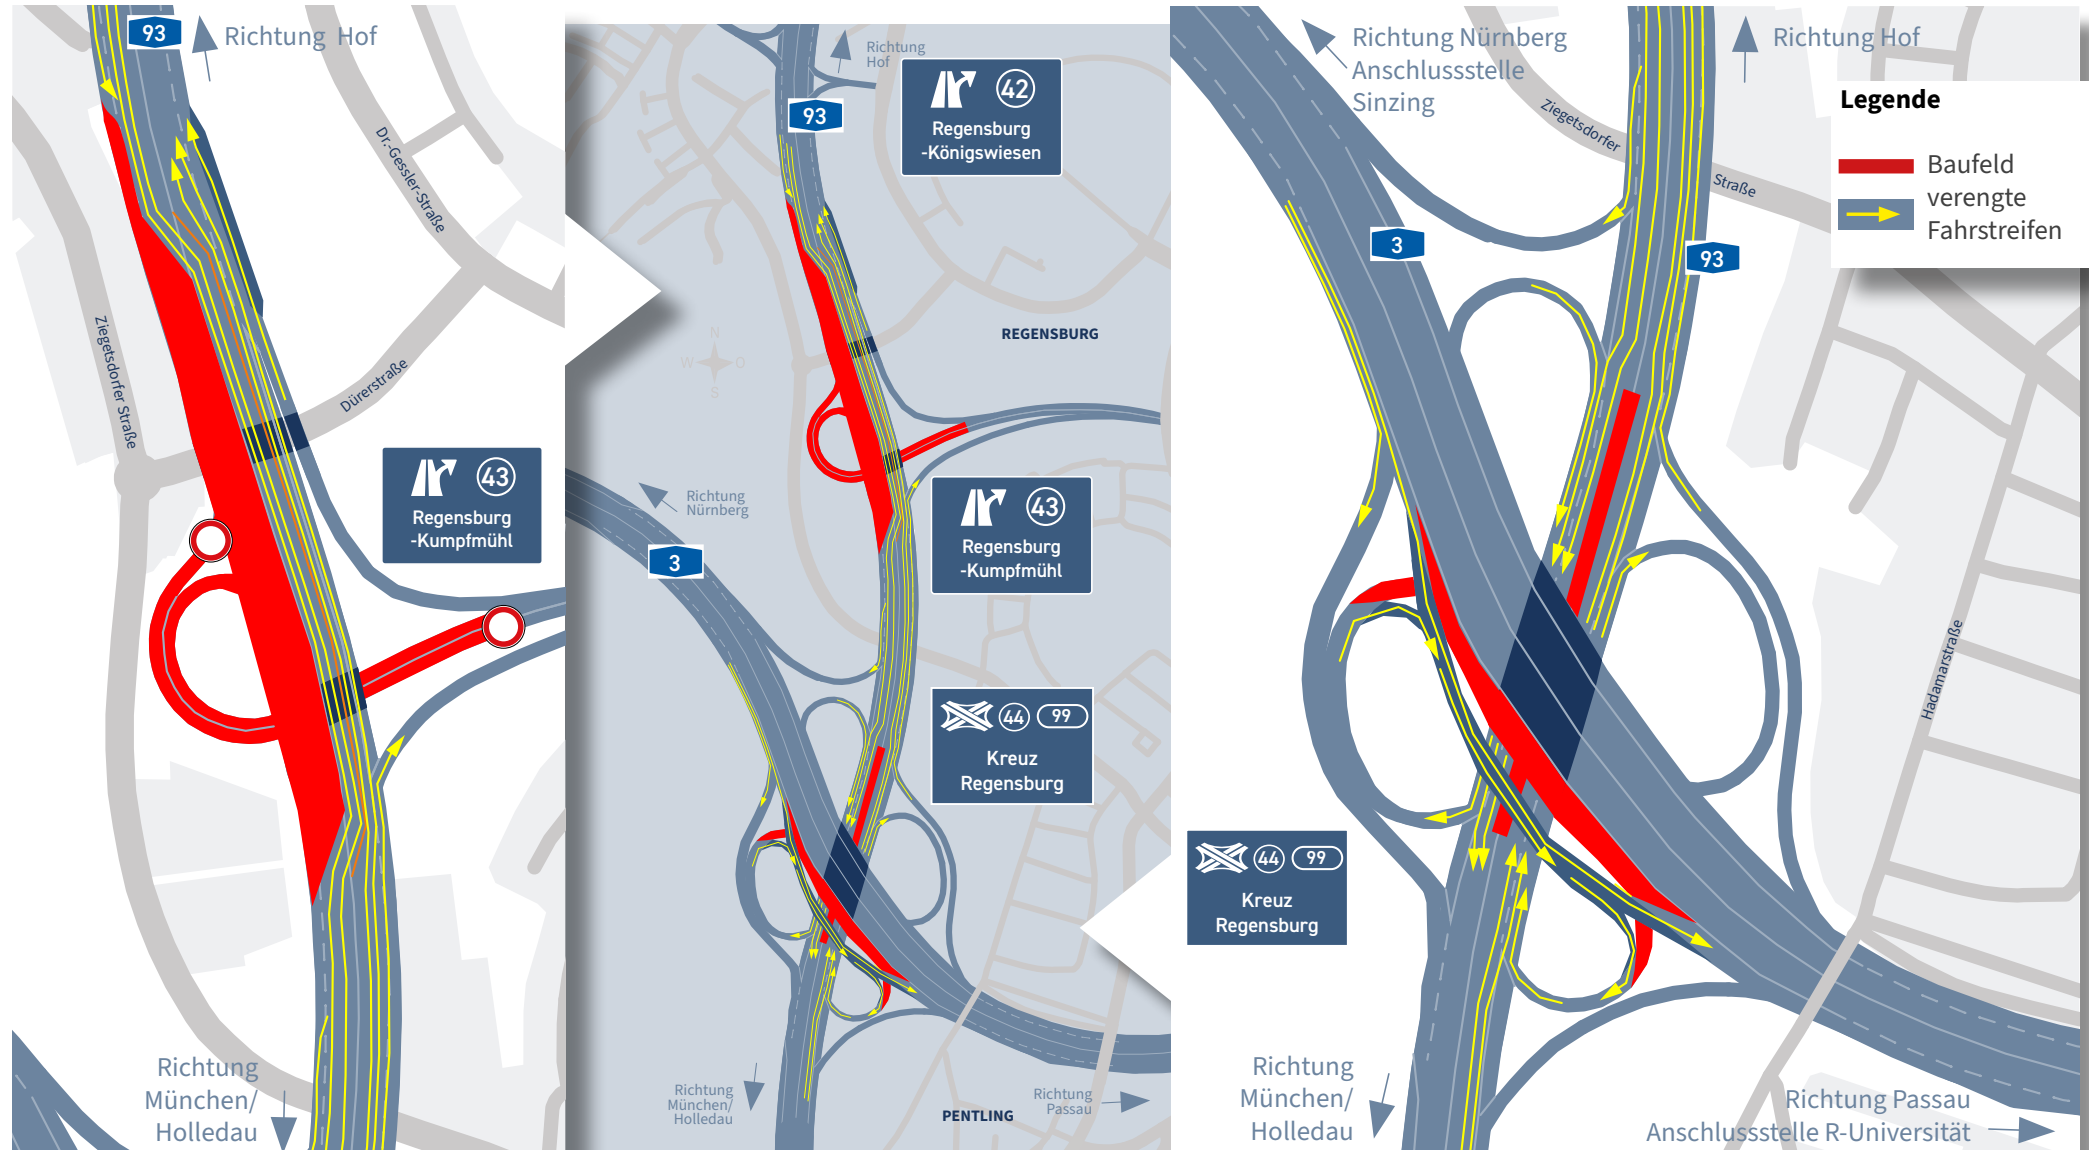 93
Richtung Hof
Dr.-Gessler-Straße
Ziegetsdorfer Straße
Dürerstraße
43
Regensburg
-Kumpfmühl
Richtung
München/
Holledau
Richtung
Hof
93
42
Regensburg
-Königswiesen
REGENSBURG
N
W
O
S
Richtung
Nürnberg
3
43
Regensburg
-Kumpfmühl
44
99
Kreuz
Regensburg
Richtung
München/
Holledau
PENTLING
Richtung
Passau
Richtung Nürnberg
Anschlussstelle
Sinzing
Richtung Hof
Ziegetsdorfer
Straße
Legende
Baufeld
verengte
Fahrstreifen
3
93
Hadamarstraße
44
99
Kreuz
Regensburg
Richtung
München/
Holledau
Richtung Passau
Anschlussstelle R-Universität